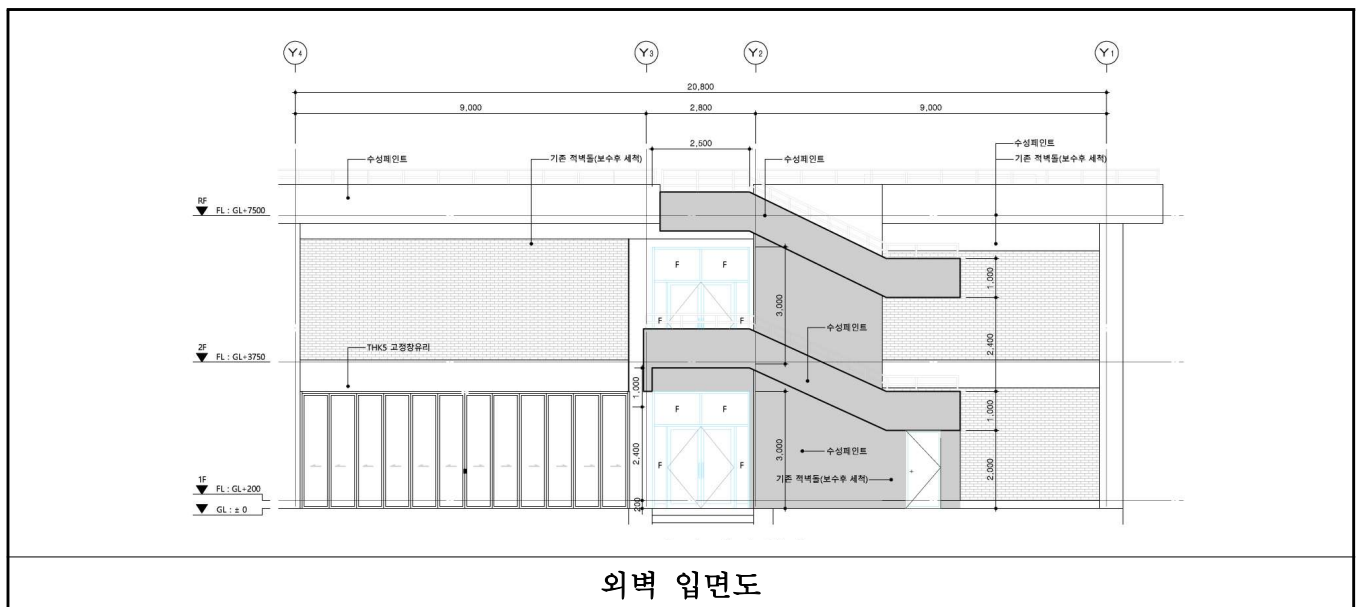 Y4
Y3
Y2
Y1
20,800
9,000
2,800
9,000
2,500
수성페인트
기존 적벽돌(보수후 세척)
수성페인트
수성페인트
기존 적벽돌(보수후 세척)
RF
FL : GL+7500
F
F
3,000
1,000
F
F
수성페인트
2,400
2F
FL : GL+3750
THK5 고정창유리
1,000
F
F
1,000
2,400
F
F
3,000
수성페인트
기존 적벽돌(보수후 세척)
2,000
1F
FL : GL+200
200
GL : ± 0
외벽 입면도